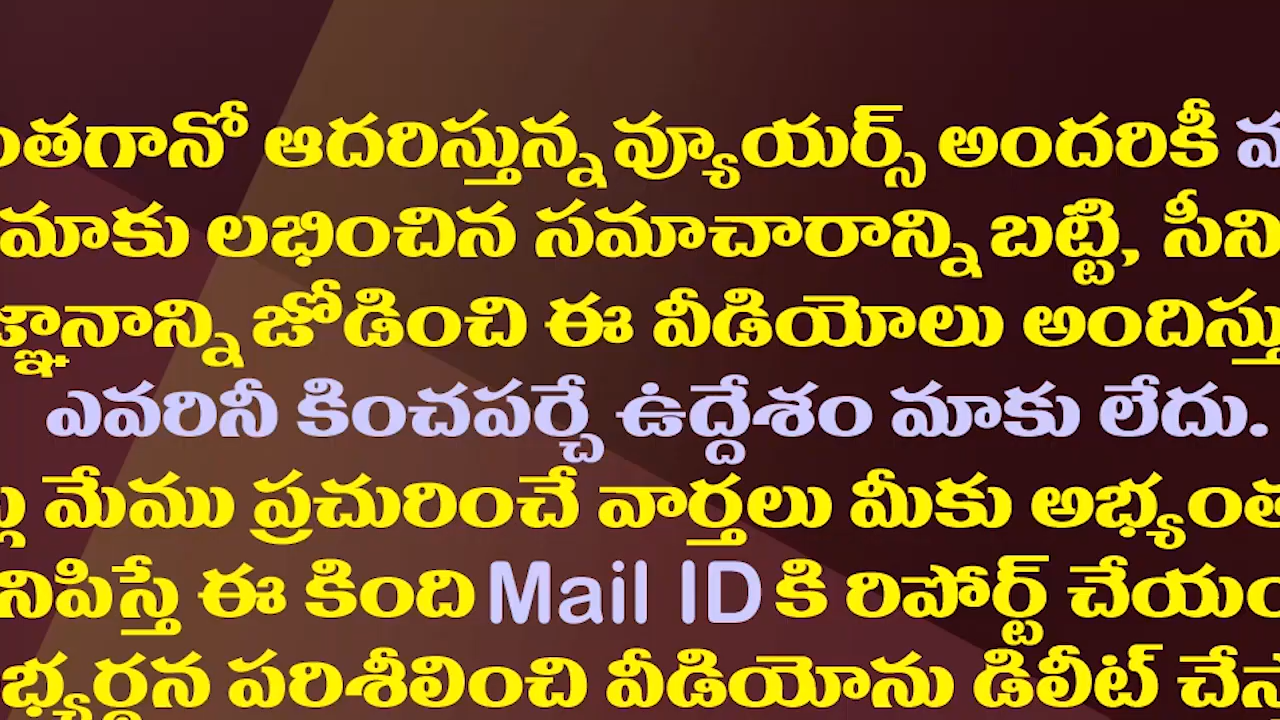 ంతగానో ఆదరిస్తున్న వ్యూయర్స్ అందరికీ
మాకు లభించిన సమాచారాన్ని బట్టి, సీని
జ్ఞానాన్ని జోడించి ఈ వీడియోలు అందిస్తు
ఎవరినీ కించపర్చే ఉద్దేశం మాకు లేదు.
మేము ప్రచురించే వార్తలు మీకు అభ్యంత
నిపిస్తే ఈ కింది Mail ID కి రిపోర్ట్ చేయం
భ్యర్థన పరిశీలించి వీడియోను డిలీట్ చేస